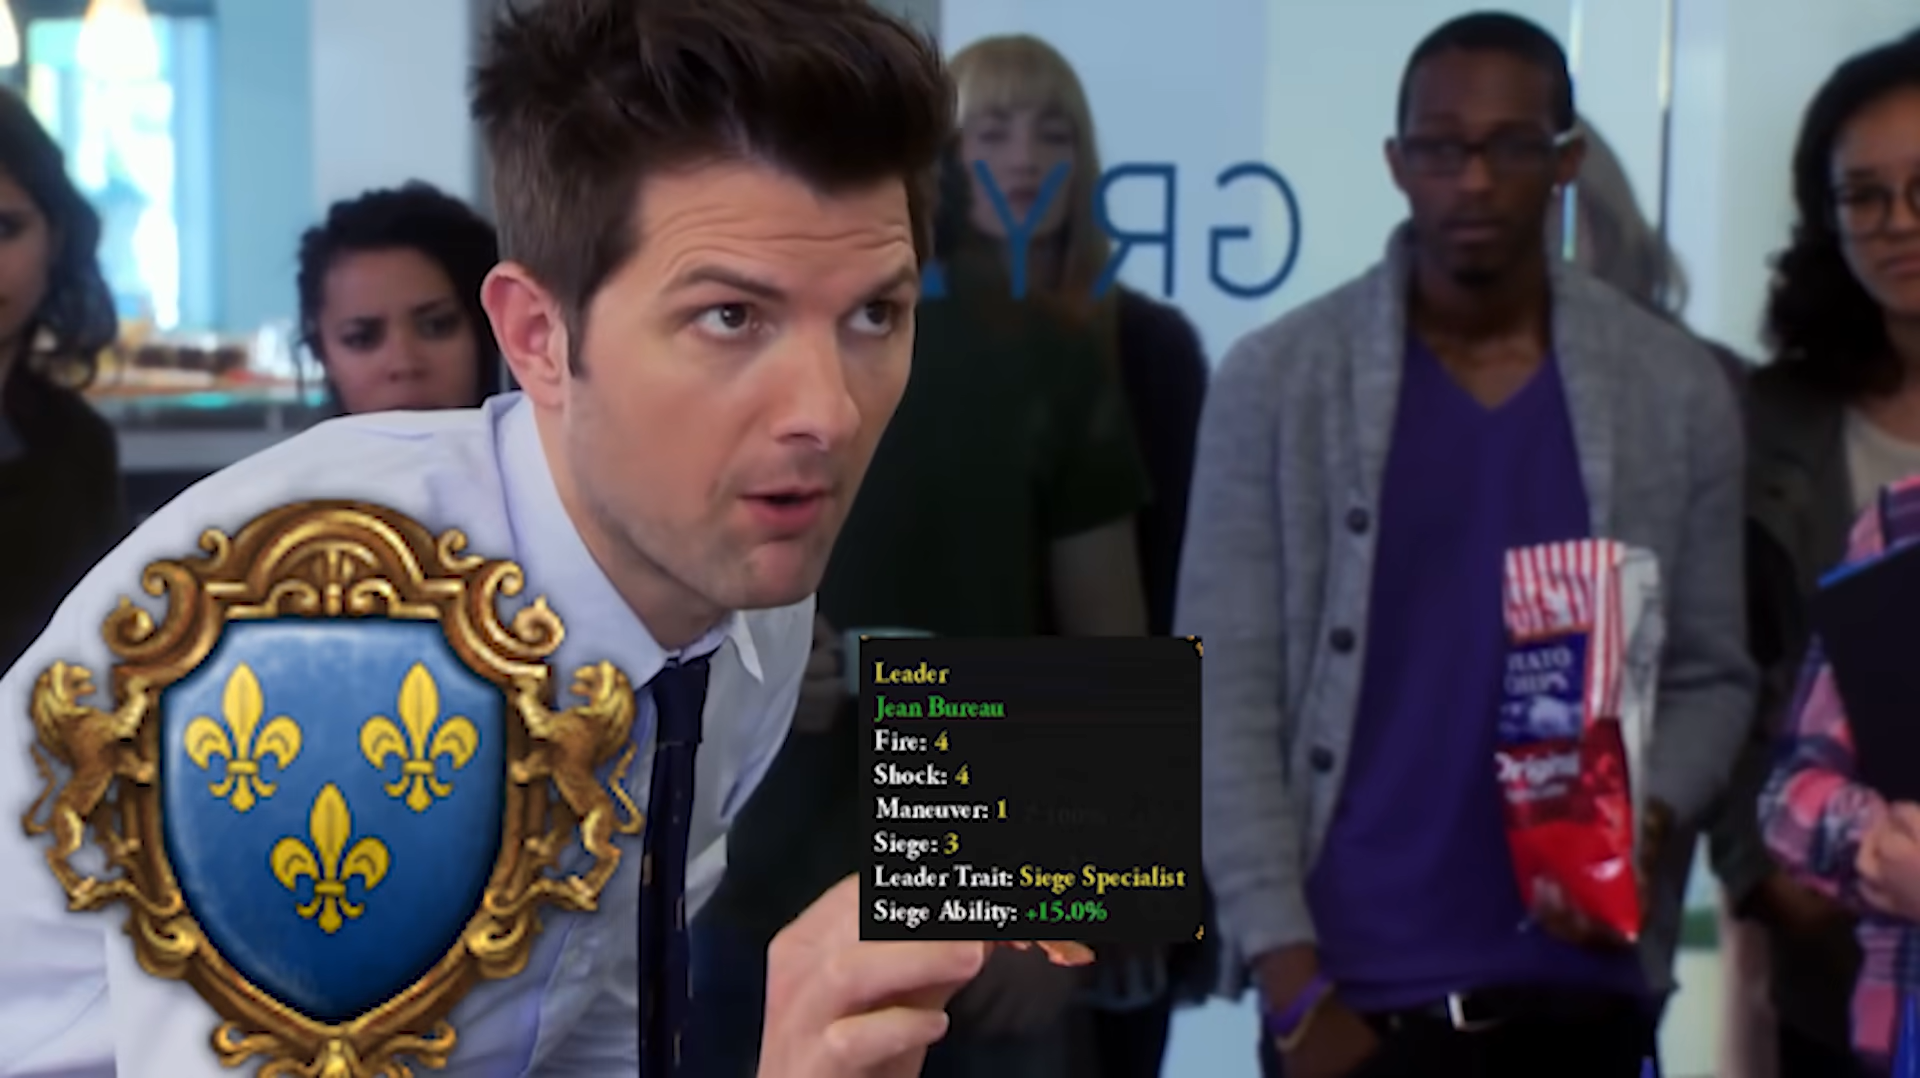 GRY
Leader
Jean Bureau
Fire: 4
Shock: 4
Maneuver: 1
Siege: 3
Leader Trait: Siege Specialist
Siege Ability: +15.0%
Original